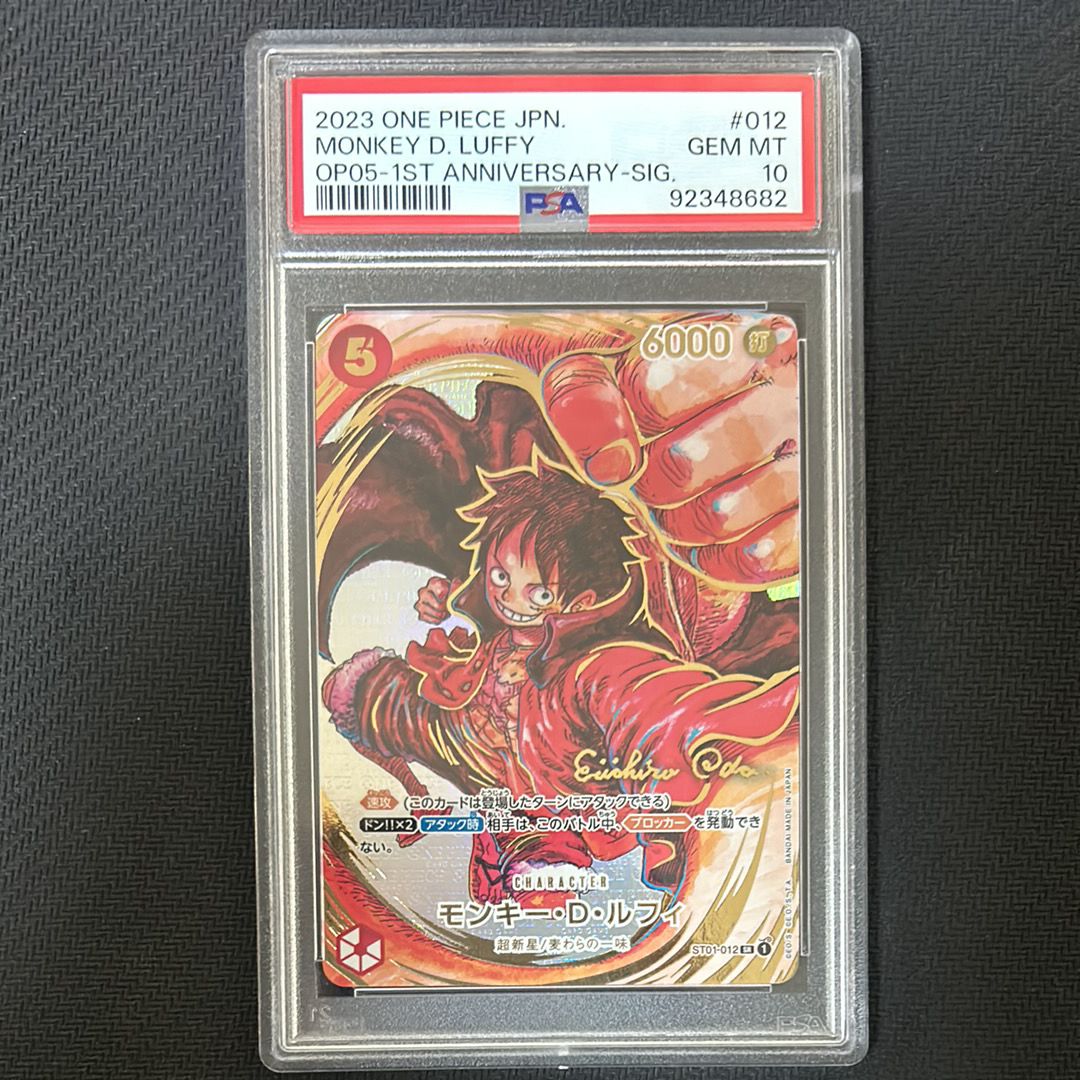 2023 ONE PIECE JPN. #012
MONKEY D. LUFFY GEM MT
OP05-1ST ANNIVERSARY-SIG. 10
PSA 92348682
5 6000 打
Eiichiro Oda
速攻 (このカードは登場したターンにアタックできる)
ドン!!×2 アタック時 相手は、このバトル中、ブロッカー を発動でき
ない。
CHARACTER
モンキー・D・ルフィ
超新星/麦わらの一味
ST01-012 SR 1
BANDAI MADE IN JAPAN
PSA